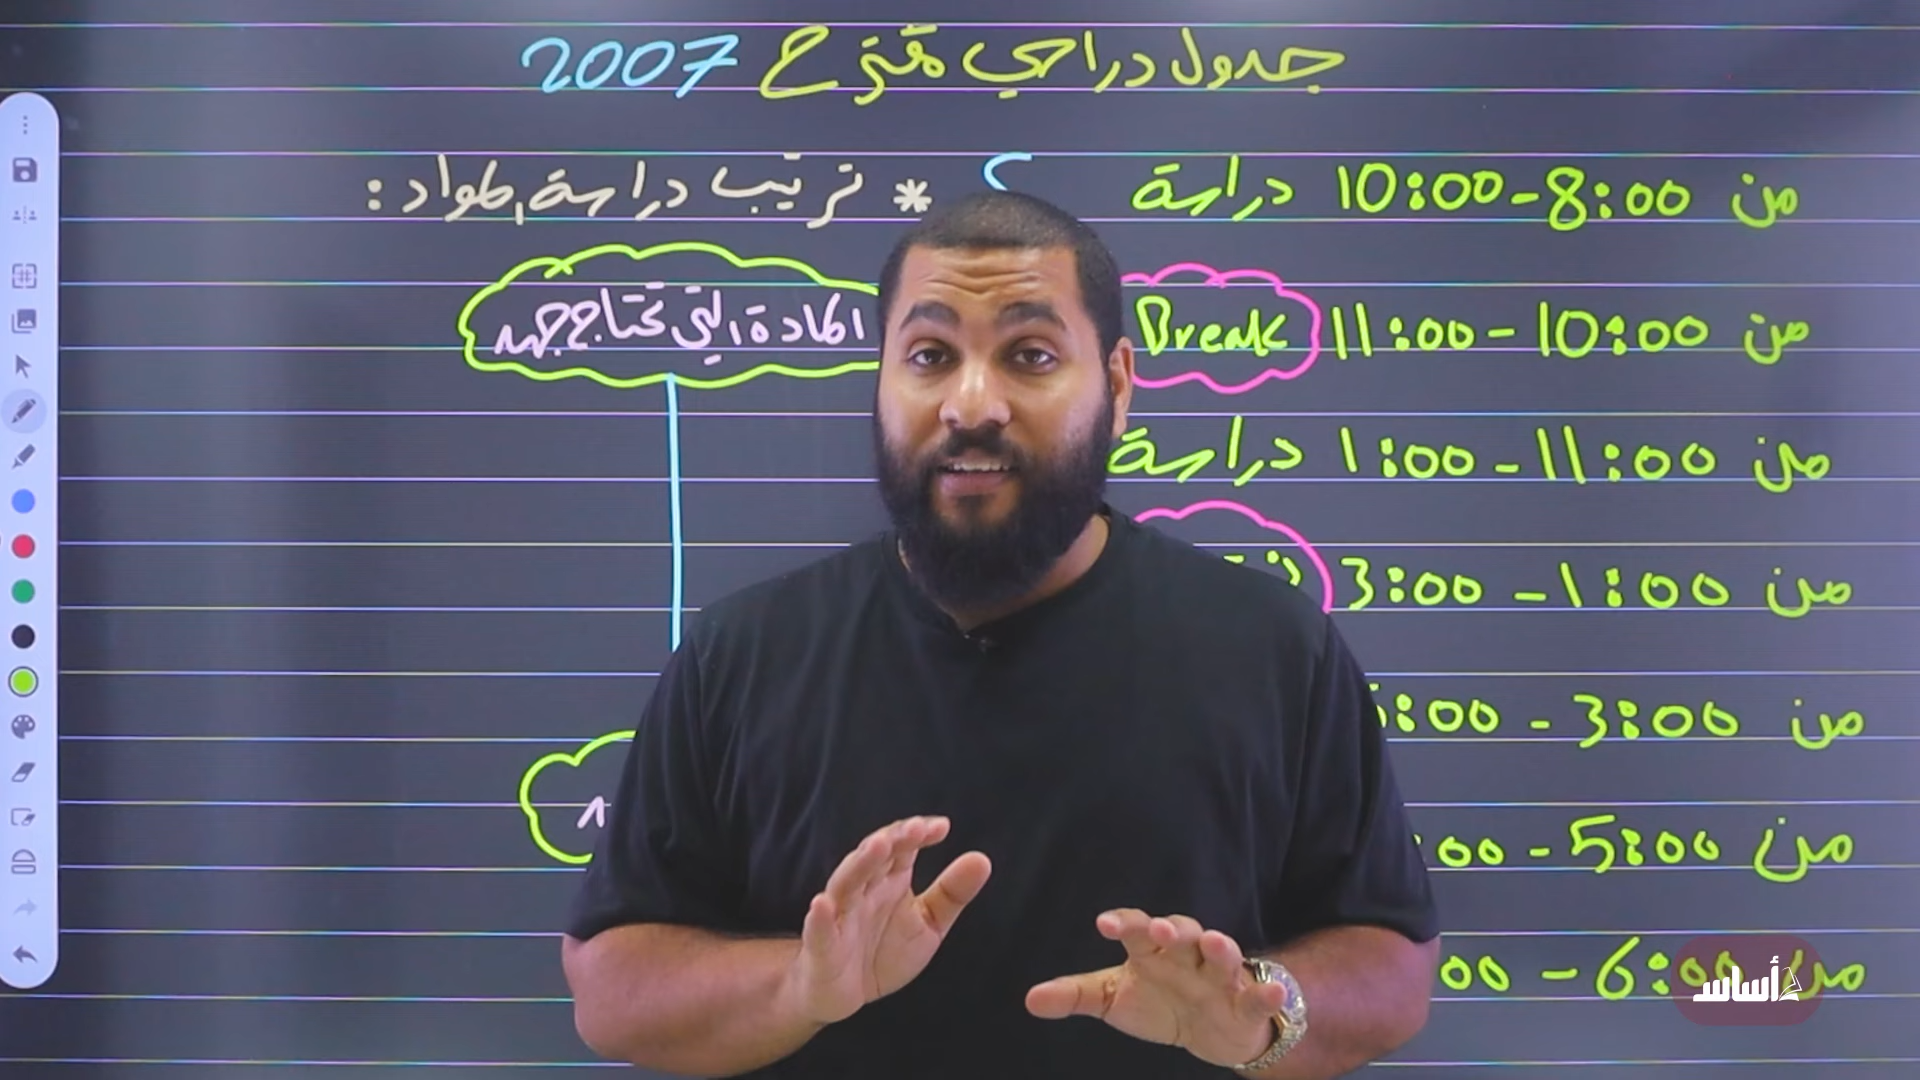 جدول دراسي مقترح 2007
من 8:00 - 10:00 دراسة
من 10:00 - 11:00 Break
من 11:00 - 1:00 دراسة
من 1:00 - 3:00
من 3:00 -
من 5:00 -
من 6:00 -
* ترتيب دراسة المواد :
المادة التي تحتاج جهد
أساس